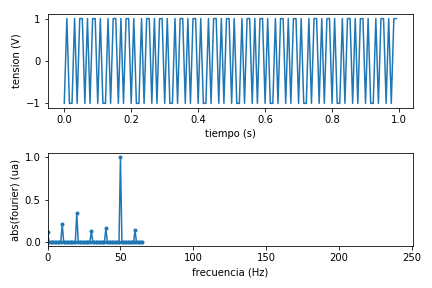 1
0
−1
tension (V)
0.0 0.2 0.4 0.6 0.8 1.0
tiempo (s)
1.0
0.5
0.0
abs(fourier) (ua)
0 50 100 150 200 250
frecuencia (Hz)